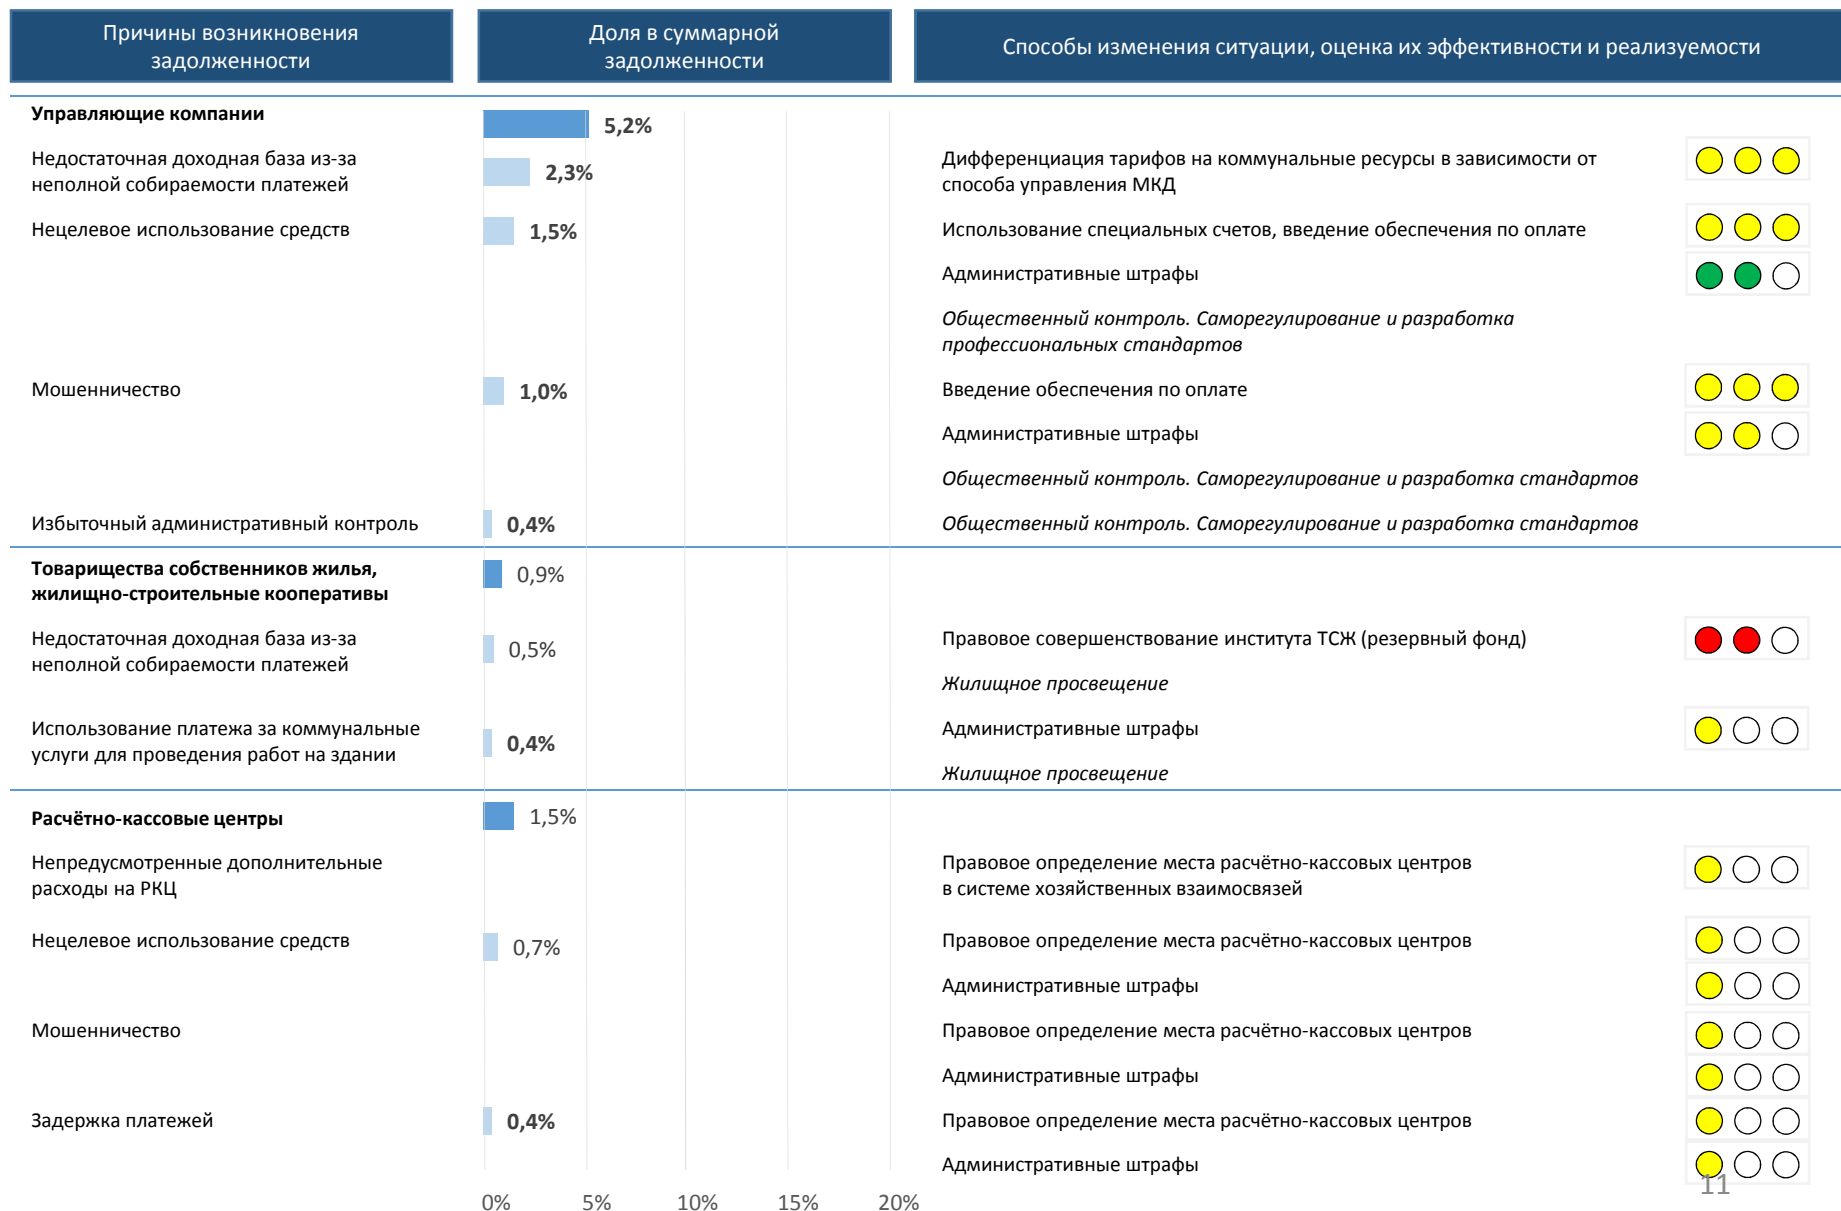 Причины возникновения
задолженности
Доля в суммарной
задолженности
Способы изменения ситуации, оценка их эффективности и реализуемости
Управляющие компании
5,2%
Недостаточная доходная база из-за
неполной собираемости платежей
2,3%
Дифференциация тарифов на коммунальные ресурсы в зависимости от
способа управления МКД
Нецелевое использование средств
1,5%
Использование специальных счетов, введение обеспечения по оплате
Административные штрафы
Общественный контроль. Саморегулирование и разработка
профессиональных стандартов
Мошенничество
1,0%
Введение обеспечения по оплате
Административные штрафы
Общественный контроль. Саморегулирование и разработка стандартов
Избыточный административный контроль
0,4%
Общественный контроль. Саморегулирование и разработка стандартов
Товарищества собственников жилья,
жилищно-строительные кооперативы
0,9%
Недостаточная доходная база из-за
неполной собираемости платежей
0,5%
Правовое совершенствование института ТСЖ (резервный фонд)
Жилищное просвещение
Использование платежа за коммунальные
услуги для проведения работ на здании
0,4%
Административные штрафы
Жилищное просвещение
Расчётно-кассовые центры
1,5%
Непредусмотренные дополнительные
расходы на РКЦ
Правовое определение места расчётно-кассовых центров
в системе хозяйственных взаимосвязей
Нецелевое использование средств
0,7%
Правовое определение места расчётно-кассовых центров
Административные штрафы
Мошенничество
Правовое определение места расчётно-кассовых центров
Административные штрафы
Задержка платежей
0,4%
Правовое определение места расчётно-кассовых центров
Административные штрафы
11
0% 5% 10% 15% 20%